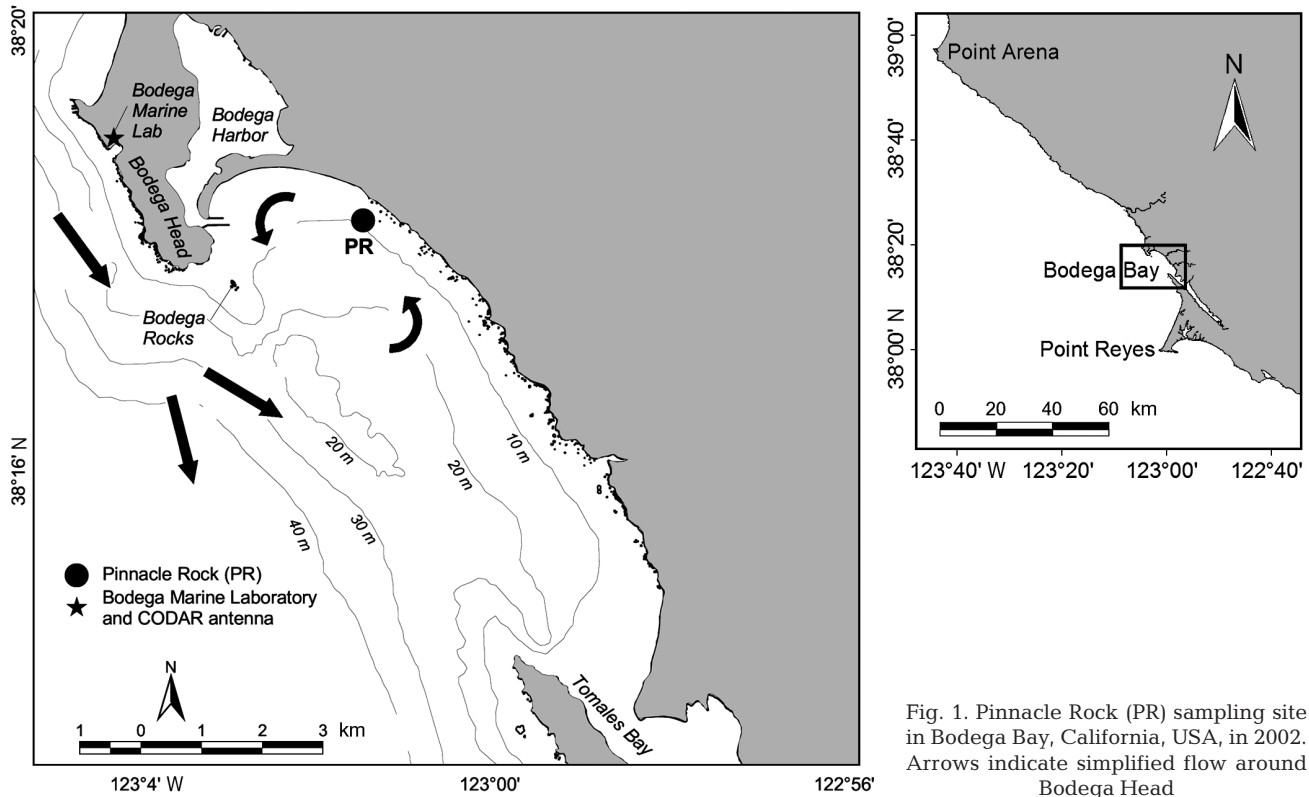 38°20'
38°16' N
123°4' W
123°00'
122°56'
Bodega
Marine
Lab
Bodega
Harbor
Bodega Head
PR
Bodega
Rocks
20 m
20 m
10 m
40 m
30 m
Pinnacle Rock (PR)
Bodega Marine Laboratory
and CODAR antenna
N
1 0 1 2 3 km
Tomales Bay
39°00'
38°40'
38°20'
38°00' N
Point Arena
N
Bodega Bay
Point Reyes
0 20 40 60 km
123°40' W 123°20' 123°00' 122°40'
Fig. 1. Pinnacle Rock (PR) sampling site
in Bodega Bay, California, USA, in 2002.
Arrows indicate simplified flow around
Bodega Head